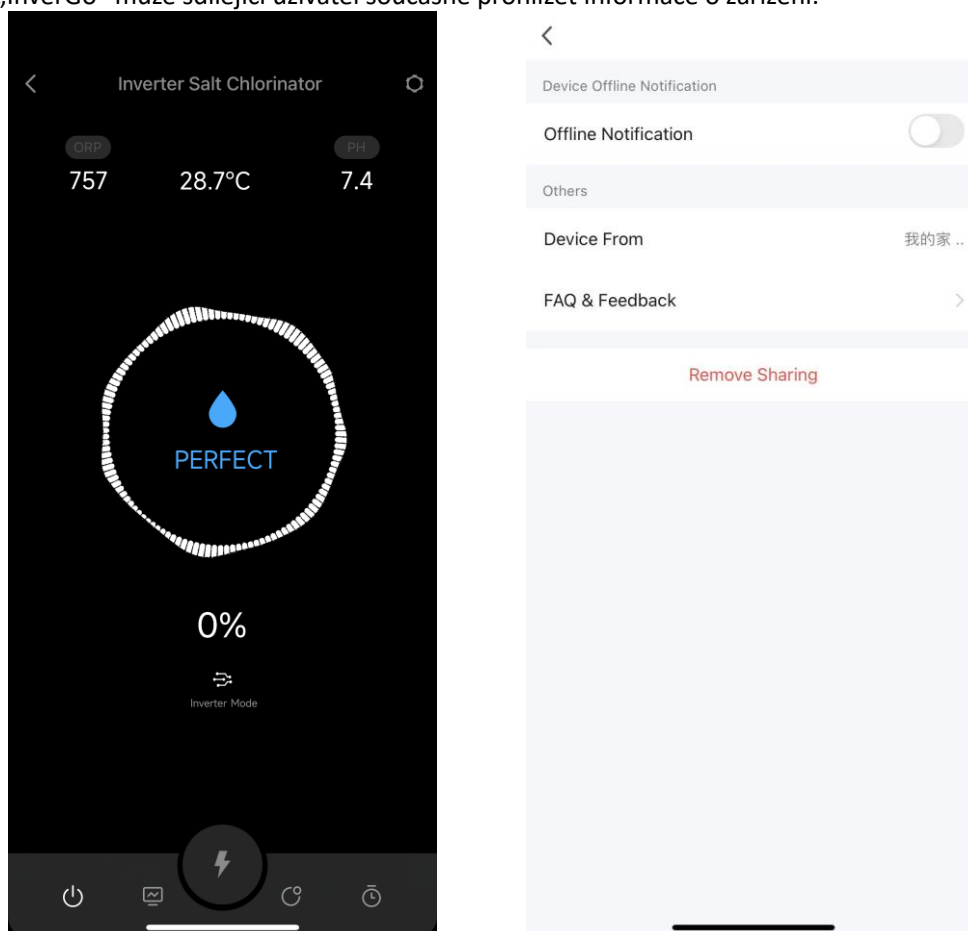 „InverGo“ může sdílející uživatel současně prohlížet informace o zařízení.
Inverter Salt Chlorinator
ORP
PH
757
28.7°C
7.4
PERFECT
0%
Inverter Mode
Device Offline Notification
Offline Notification
Others
Device From
我的家 ..
FAQ & Feedback
Remove Sharing